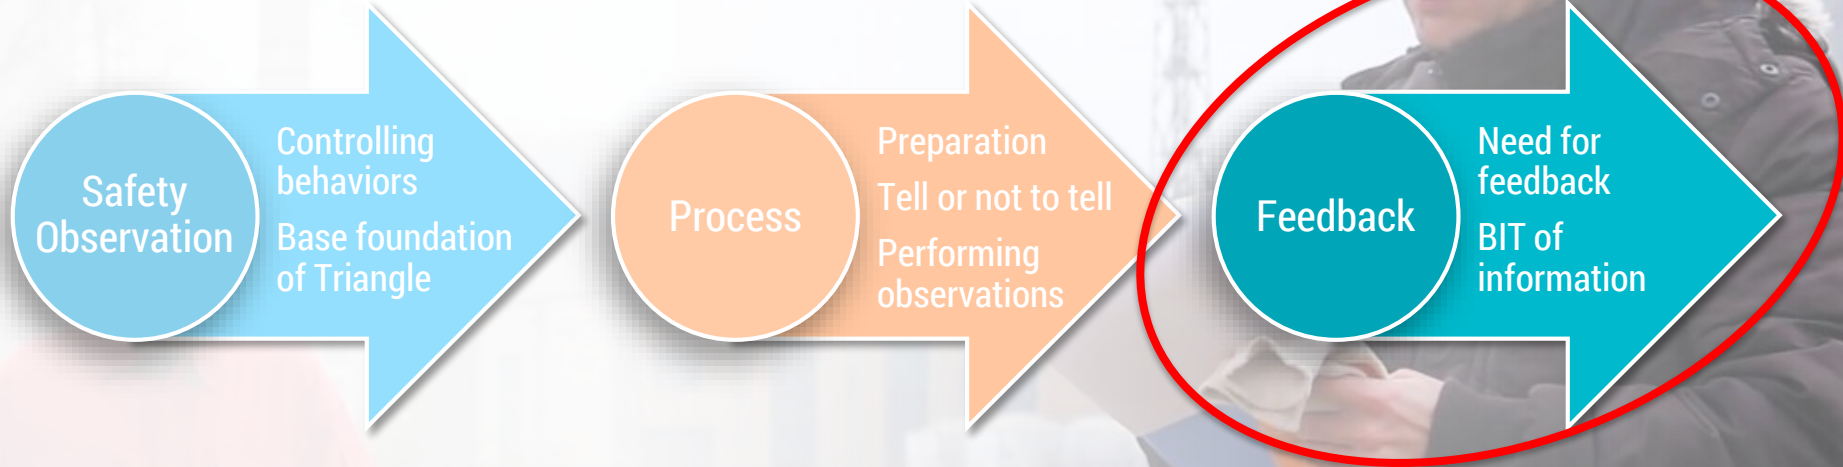 Safety
Observation
Controlling
behaviors
Base foundation
of Triangle
Process
Preparation
Tell or not to tell
Performing
observations
Feedback
Need for
feedback
BIT of
information